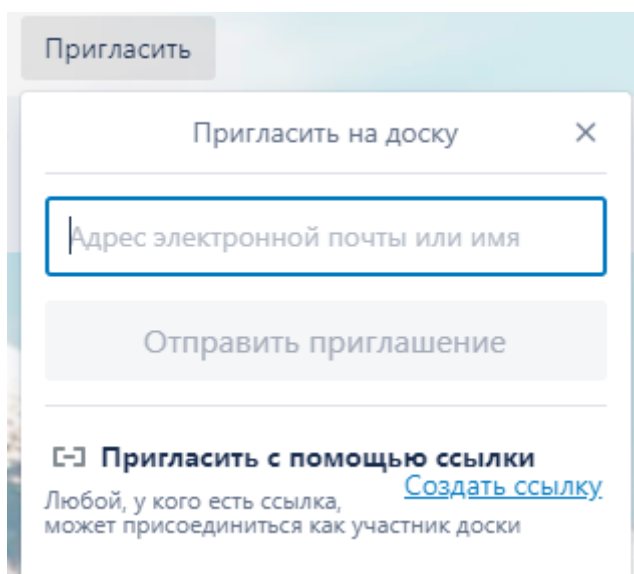 Пригласить
Пригласить на доску
Адрес электронной почты или имя
Отправить приглашение
Пригласить с помощью ссылки
Создать ссылку
Любой, у кого есть ссылка,
может присоединиться как участник доски